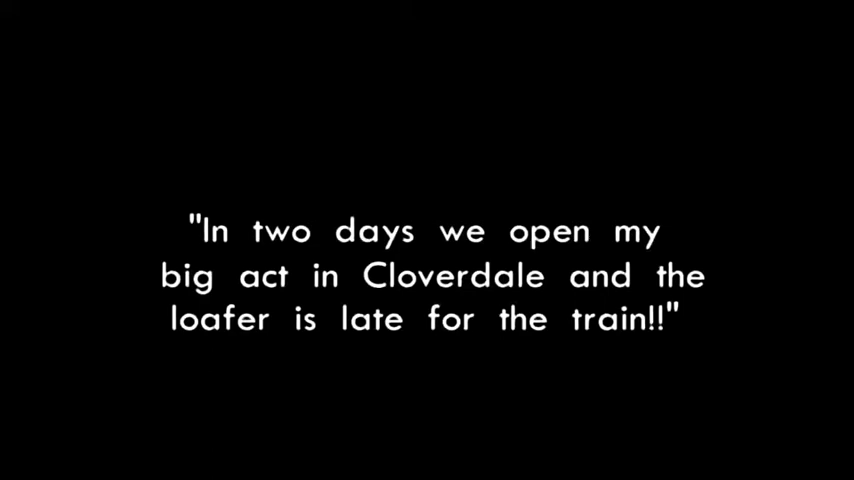 "In two days we open my
big act in Cloverdale and the
loafer is late for the train!!"